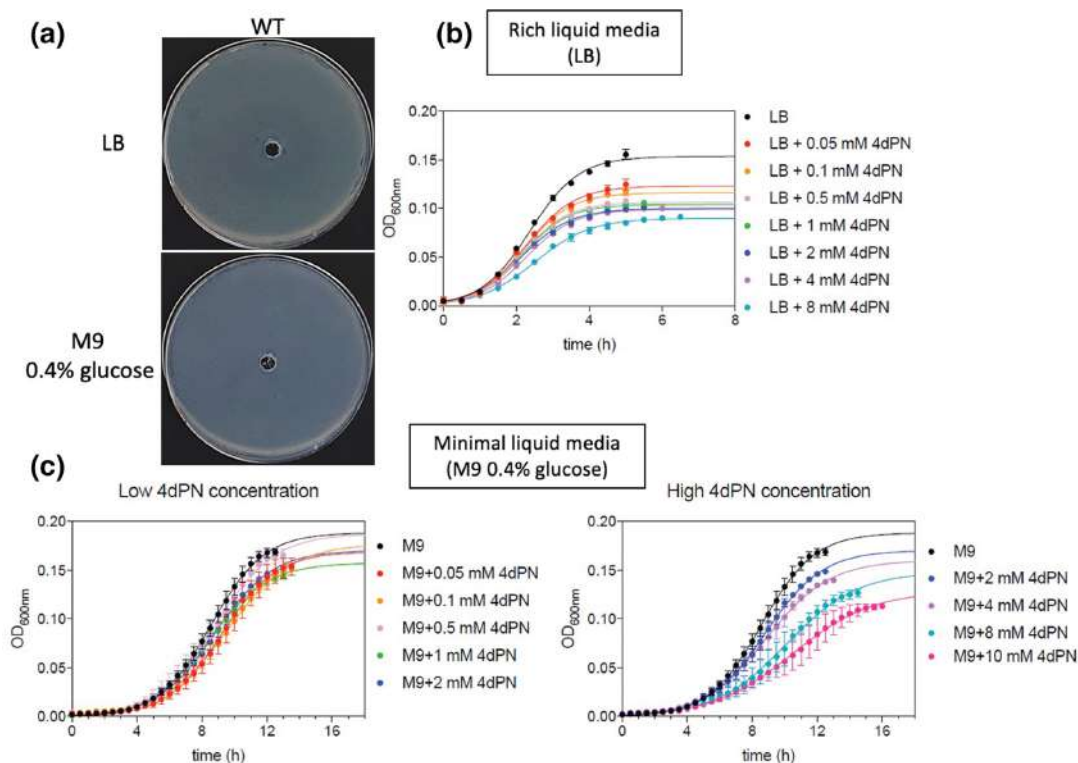 (a)
WT
LB
M9
0.4% glucose
(b)
Rich liquid media
(LB)
0.20
0.15
0.10
0.05
0.00
OD600nm
0
2
4
6
8
time (h)
LB
LB + 0.05 mM 4dPN
LB + 0.1 mM 4dPN
LB + 0.5 mM 4dPN
LB + 1 mM 4dPN
LB + 2 mM 4dPN
LB + 4 mM 4dPN
LB + 8 mM 4dPN
(c)
Minimal liquid media
(M9 0.4% glucose)
Low 4dPN concentration
0.20
0.15
0.10
0.05
0.00
OD600nm
0
4
8
12
16
time (h)
M9
M9+0.05 mM 4dPN
M9+0.1 mM 4dPN
M9+0.5 mM 4dPN
M9+1 mM 4dPN
M9+2 mM 4dPN
High 4dPN concentration
0.20
0.15
0.10
0.05
0.00
OD600nm
0
4
8
12
16
time (h)
M9
M9+2 mM 4dPN
M9+4 mM 4dPN
M9+8 mM 4dPN
M9+10 mM 4dPN